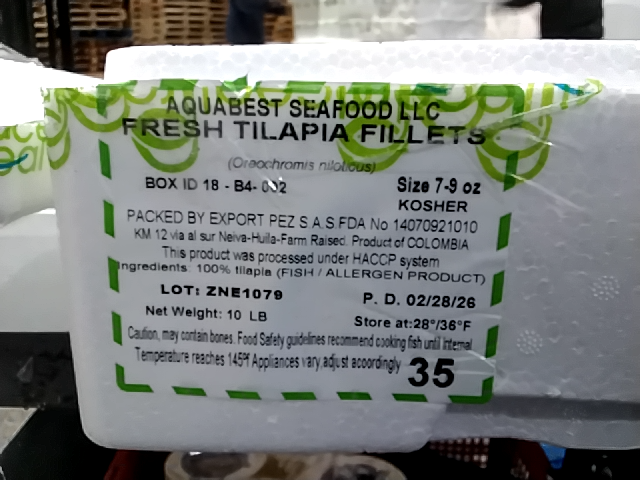 AQUABEST SEAFOOD LLC
FRESH TILAPIA FILLETS
(Oreochromis niloticus)
BOX ID 18 - B4- 002
Size 7-9 oz
KOSHER
PACKED BY EXPORT PEZ S.A.S.FDA No 14070921010
KM 12 via al sur Neiva-Huila-Farm Raised. Product of COLOMBIA
This product was processed under HACCP system
Ingredients: 100% tilapia (FISH / ALLERGEN PRODUCT)
LOT: ZNE1079
P. D. 02/28/26
Net Weight: 10 LB
Store at:28°/36°F
Caution, may contain bones. Food Safety guidelines recommend cooking fish until internal
Temperature reaches 145°f Appliances vary,adjust acoordingly
35